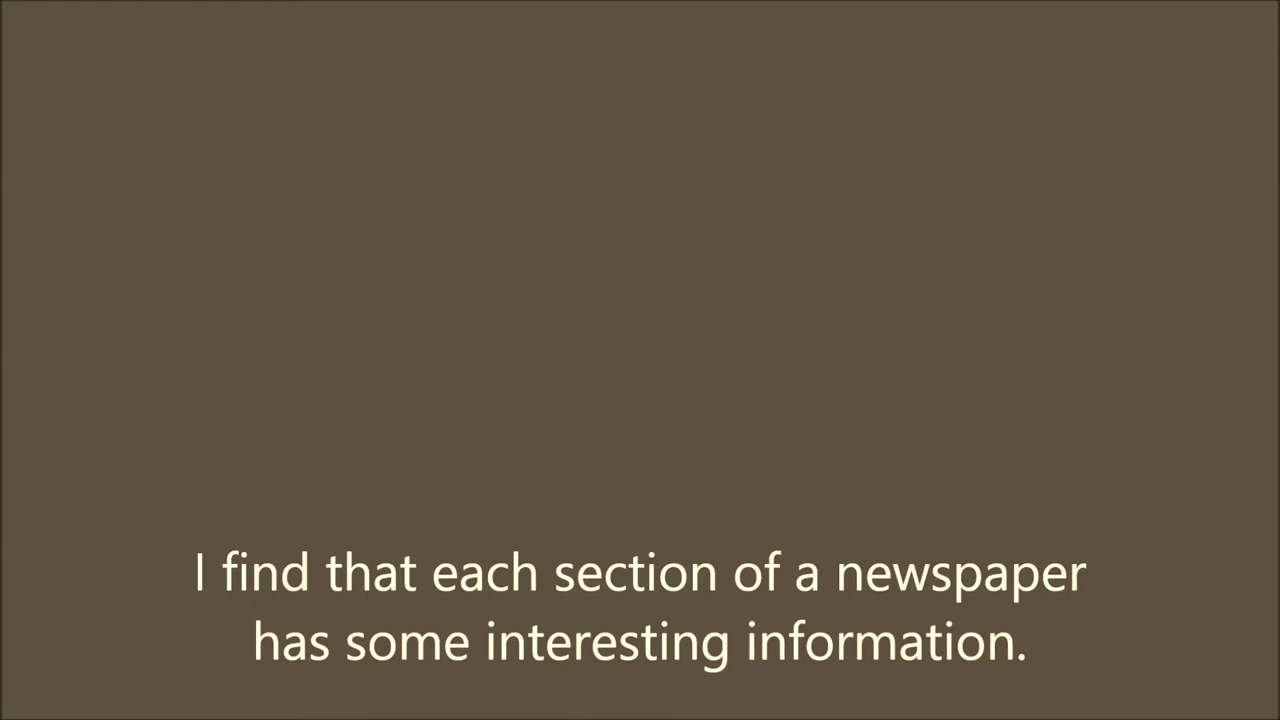 I find that each section of a newspaper
has some interesting information.